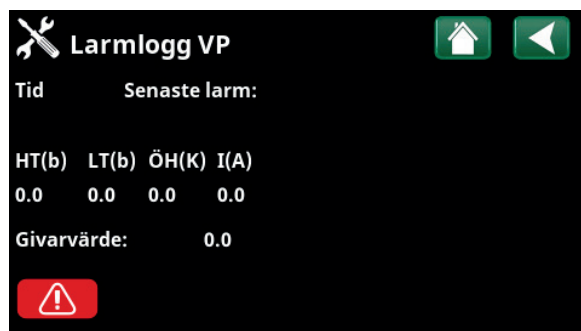 Larmlogg VP
Tid Senaste larm:
HT(b) LT(b) ÖH(K) I(A)
0.0 0.0 0.0 0.0
Givarvärde: 0.0